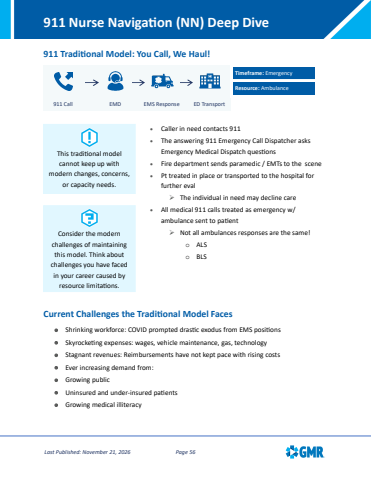 911 Nurse Navigation (NN) Deep Dive
911 Traditional Model: You Call, We Haul!
911 Call
EMD
EMS Response
ED Transport
Timeframe: Emergency
Resource: Ambulance
This traditional model
cannot keep up with
modern changes, concerns,
or capacity needs.
Consider the modern
challenges of maintaining
this model. Think about
challenges you have faced
in your career caused by
resource limitations.
• Caller in need contacts 911
• The answering 911 Emergency Call Dispatcher asks
Emergency Medical Dispatch questions
• Fire department sends paramedic / EMTs to the scene
• Pt treated in place or transported to the hospital for
further eval
➢ The individual in need may decline care
• All medical 911 calls treated as emergency w/
ambulance sent to patient
➢ Not all ambulances responses are the same!
o ALS
o BLS
Current Challenges the Traditional Model Faces
• Shrinking workforce: COVID prompted drastic exodus from EMS positions
• Skyrocketing expenses: wages, vehicle maintenance, gas, technology
• Stagnant revenues: Reimbursements have not kept pace with rising costs
• Ever increasing demand from:
• Growing public
• Uninsured and under-insured patients
• Growing medical illiteracy
Last Published: November 21, 2026
Page 56
GMR